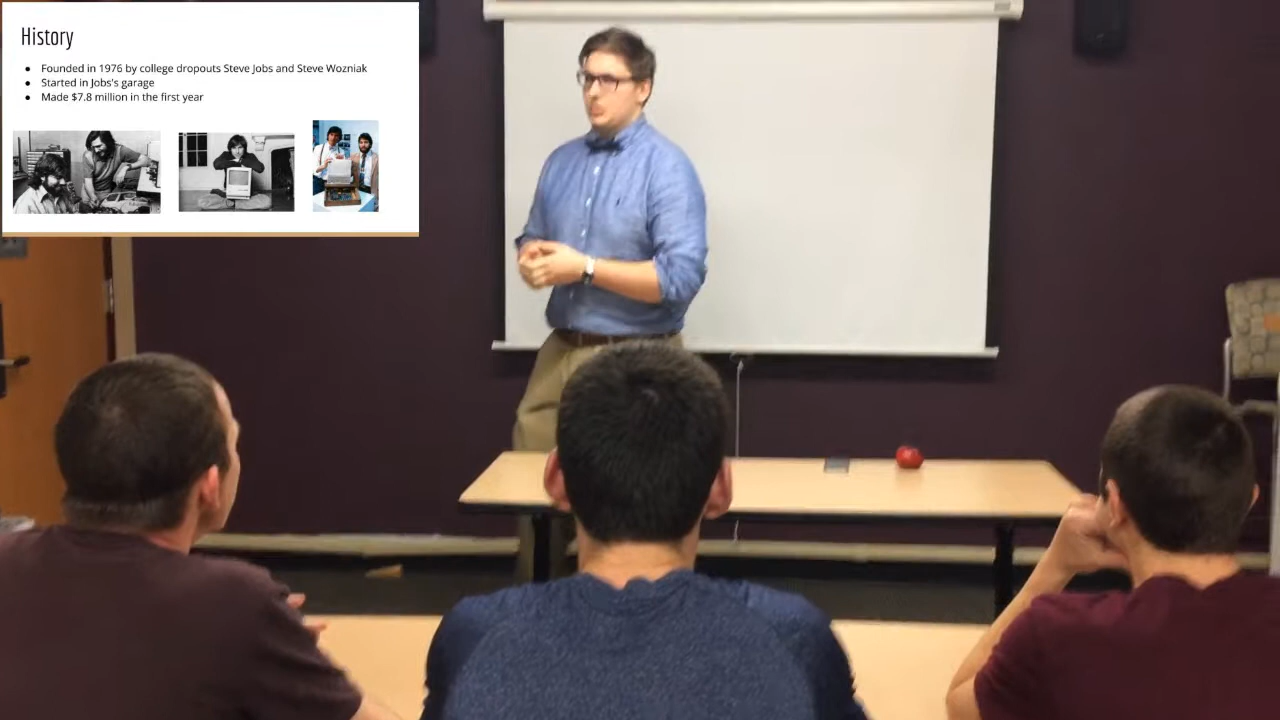 History
Founded in 1976 by college dropouts Steve Jobs and Steve Wozniak
Started in Jobs's garage
Made $7.8 million in the first year